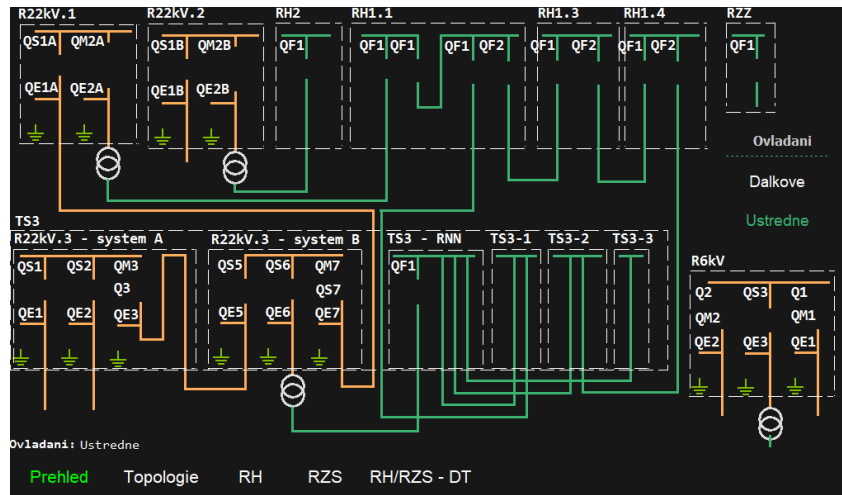 R22kV.1 R22kV.2 RH2 RH1.1 RH1.3 RH1.4 RZZ
QS1A QM2A QS1B QM2B QF1 QF1 QF1 QF1 QF2 QF1 QF2 QF1 QF2 QF1
QE1A QE2A QE1B QE2B
Ovladani
Dalkove
Ustredne
TS3
R22kV.3 - system A R22kV.3 - system B TS3 - RNN TS3-1 TS3-2 TS3-3
R6kV
QS1 QS2 QM3 QS5 QS6 QM7 QF1
Q3 QS7 Q2 QS3 Q1
QE1 QE2 QE3 QE5 QE6 QE7 QM2 QM1
QE2 QE3 QE1
Ovladani: Ustredne
Prehled Topologie RH RZS RH/RZS - DT